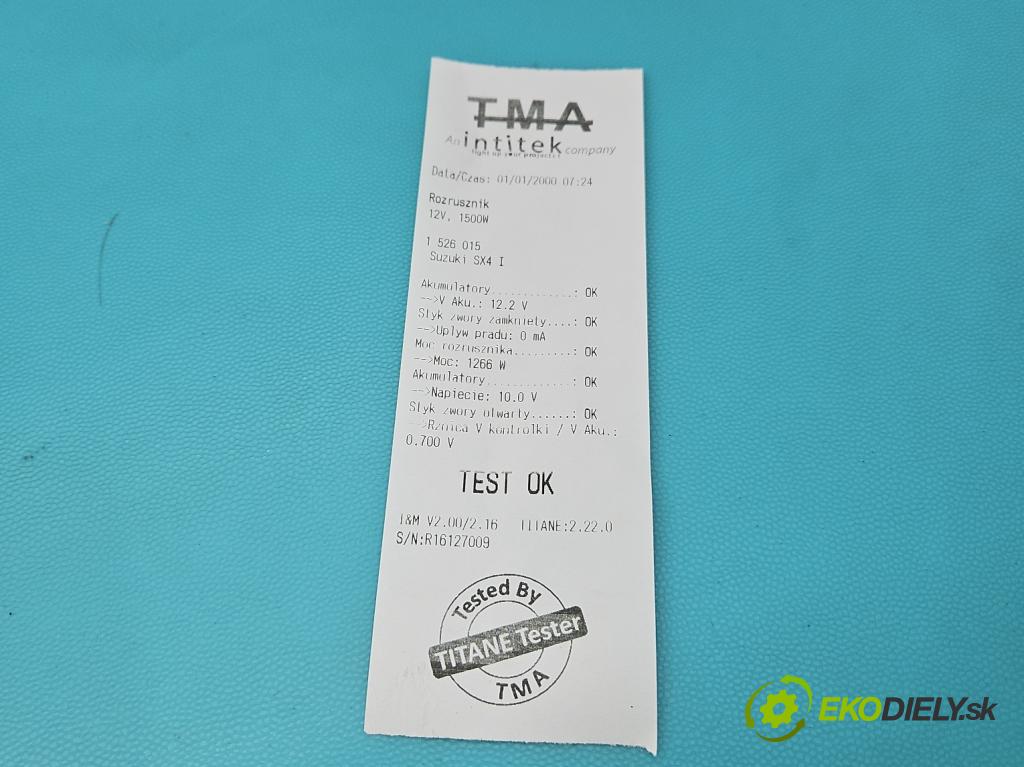 TMA
An intitek company
light up your projects !
Data/Czas: 01/01/2000 07:24
Rozrusznik
12V, 1500W
1 526 015
Suzuki SX4 I
Akumulatory.............: OK
-->V Aku.: 12.2 V
Styk zwory zamkniety....: OK
-->Uplyw pradu: 0 mA
Moc rozrusznika.........: OK
-->Moc: 1266 W
Akumulatory.............: OK
-->Napiecie: 10.0 V
Styk zwory otwarty......: OK
-->Rznica V kontrolki / V Aku.:
0.700 V
TEST OK
I&M V2.00/2.16 TITANE:2.22.0
S/N:R16127009
Tested By
TITANE Tester
TMA
EKODIELY.sk